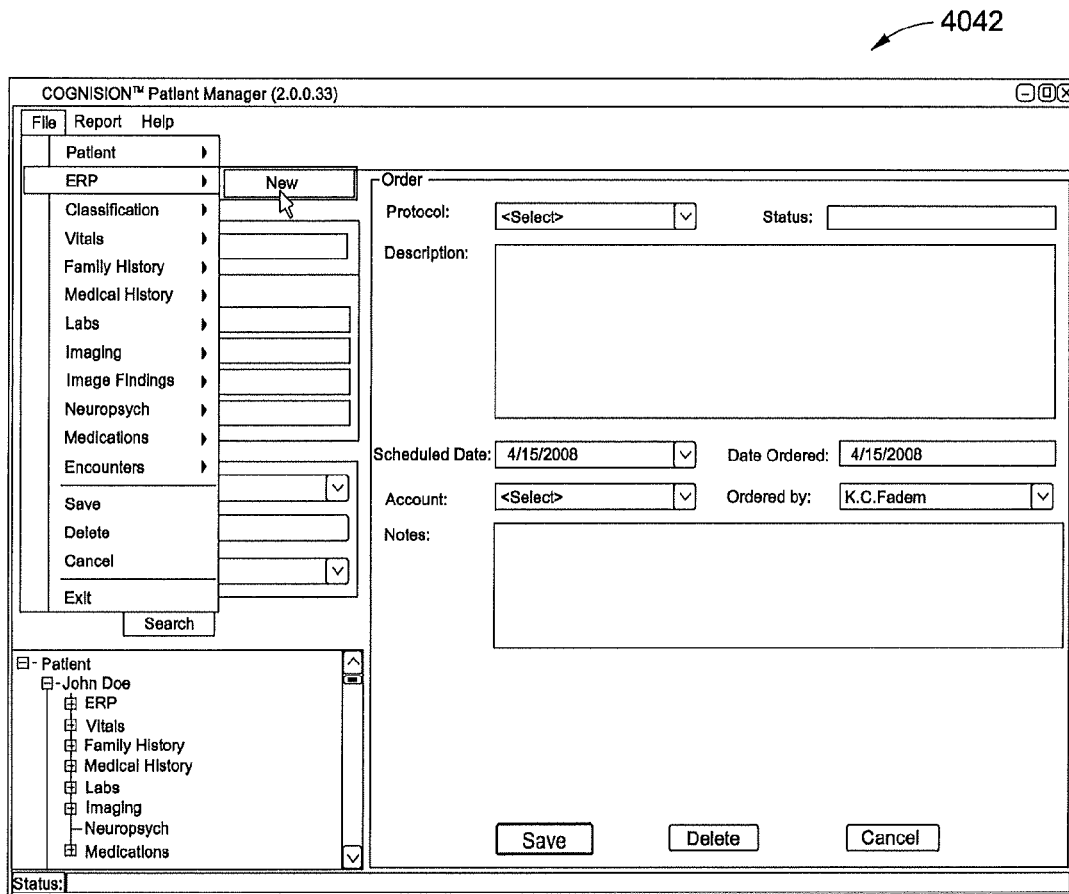 4042
COGNISION™ Patient Manager (2.0.0.33)
File Report Help
Patient
ERP
New
Classification
Vitals
Family History
Medical History
Labs
Imaging
Image Findings
Neuropsych
Medications
Encounters
Save
Delete
Cancel
Exit
Search
Order
Protocol: <Select> Status:
Description:
Scheduled Date: 4/15/2008 Date Ordered: 4/15/2008
Account: <Select> Ordered by: K.C.Fadem
Notes:
Save Delete Cancel
Patient
John Doe
ERP
Vitals
Family History
Medical History
Labs
Imaging
Neuropsych
Medications
Status: